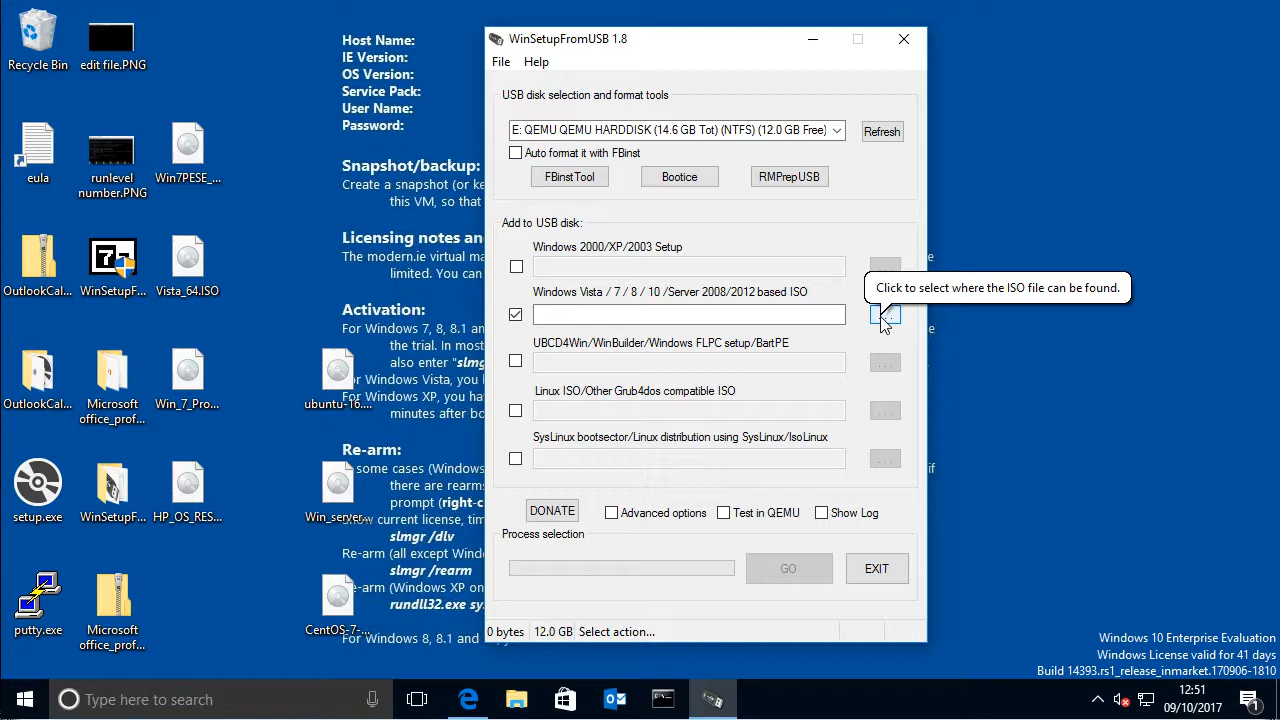 Recycle Bin
edit file.PNG
eula
runlevel
number.PNG
Win7PESE_...
OutlookCal...
WinSetupF...
Vista_64.ISO
OutlookCal...
Microsoft
office_prof...
Win_7_Pro...
ubuntu-16....
setup.exe
WinSetupF...
HP_OS_RES...
Win_server...
putty.exe
Microsoft
office_prof...
CentOS-7-...
Host Name:
IE Version:
OS Version:
Service Pack:
User Name:
Password:
Snapshot/backup:
Create a snapshot (or ke
this VM, so that
Licensing notes and
The modern.ie virtual ma
limited. You can
Activation:
For Windows 7, 8, 8.1 an
the trial. In most
also enter "slmg
or Windows Vista, you h
For Windows XP, you hav
minutes after bo
Re-arm:
some cases (Window
there are rearms
prompt (right-c
ow current license, tim
slmgr /dlv
Re-arm (all except Wind
slmgr /rearm
e-arm (Windows XP on
rundll32.exe sy
For Windows 8, 8.1 and
WinSetupFromUSB 1.8
File Help
USB disk selection and format tools
E: QEMU QEMU HARDDISK (14.6 GB Tot) (NTFS) (12.0 GB Free)
Refresh
Auto format it with FBinst
FBinstTool Bootice RMPrepUSB
Add to USB disk:
Windows 2000/XP/2003 Setup
...
Click to select where the ISO file can be found.
Windows Vista / 7 / 8 / 10 /Server 2008/2012 based ISO
...
UBCD4Win/WinBuilder/Windows FLPC setup/BartPE
...
Linux ISO/Other Grub4dos compatible ISO
...
SysLinux bootsector/Linux distribution using SysLinux/IsoLinux
...
DONATE Advanced options Test in QEMU Show Log
Process selection
GO EXIT
0 bytes 12.0 GB Select action...
Windows 10 Enterprise Evaluation
Windows License valid for 41 days
Build 14393.rs1_release_inmarket.170906-1810
Type here to search
12:51
09/10/2017
1